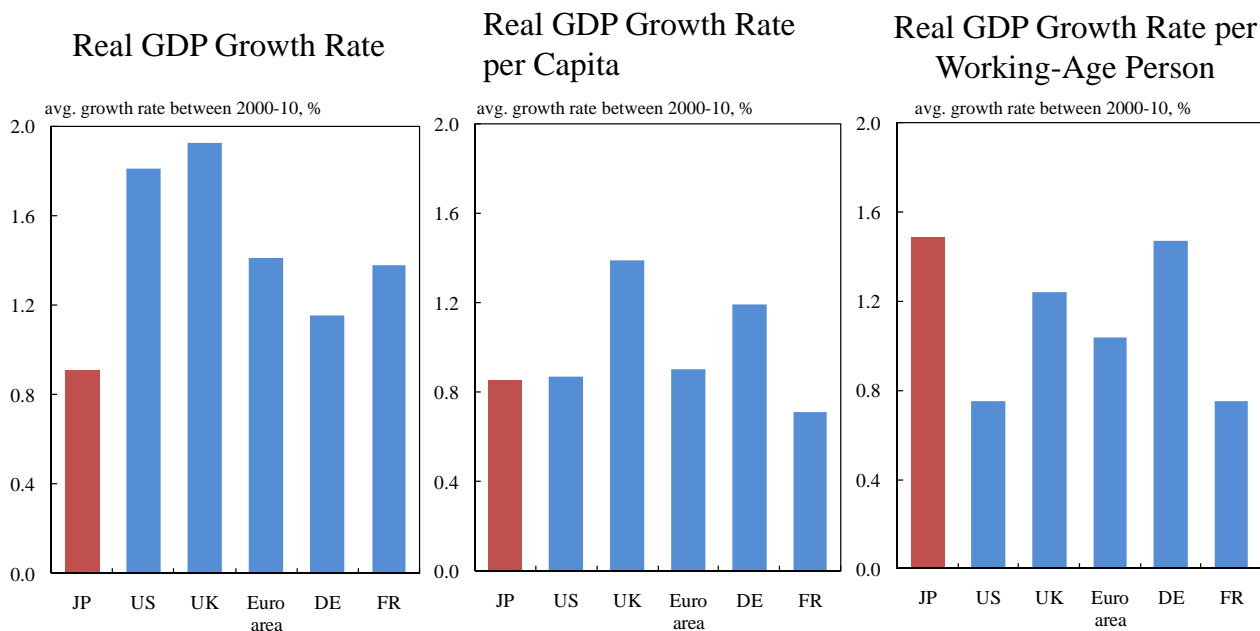 Real GDP Growth Rate
avg. growth rate between 2000-10, %
2.0
1.6
1.2
0.8
0.4
0.0
JP US UK Euro area DE FR
Real GDP Growth Rate
per Capita
avg. growth rate between 2000-10, %
2.0
1.6
1.2
0.8
0.4
0.0
JP US UK Euro area DE FR
Real GDP Growth Rate per
Working-Age Person
avg. growth rate between 2000-10, %
2.0
1.6
1.2
0.8
0.4
0.0
JP US UK Euro area DE FR